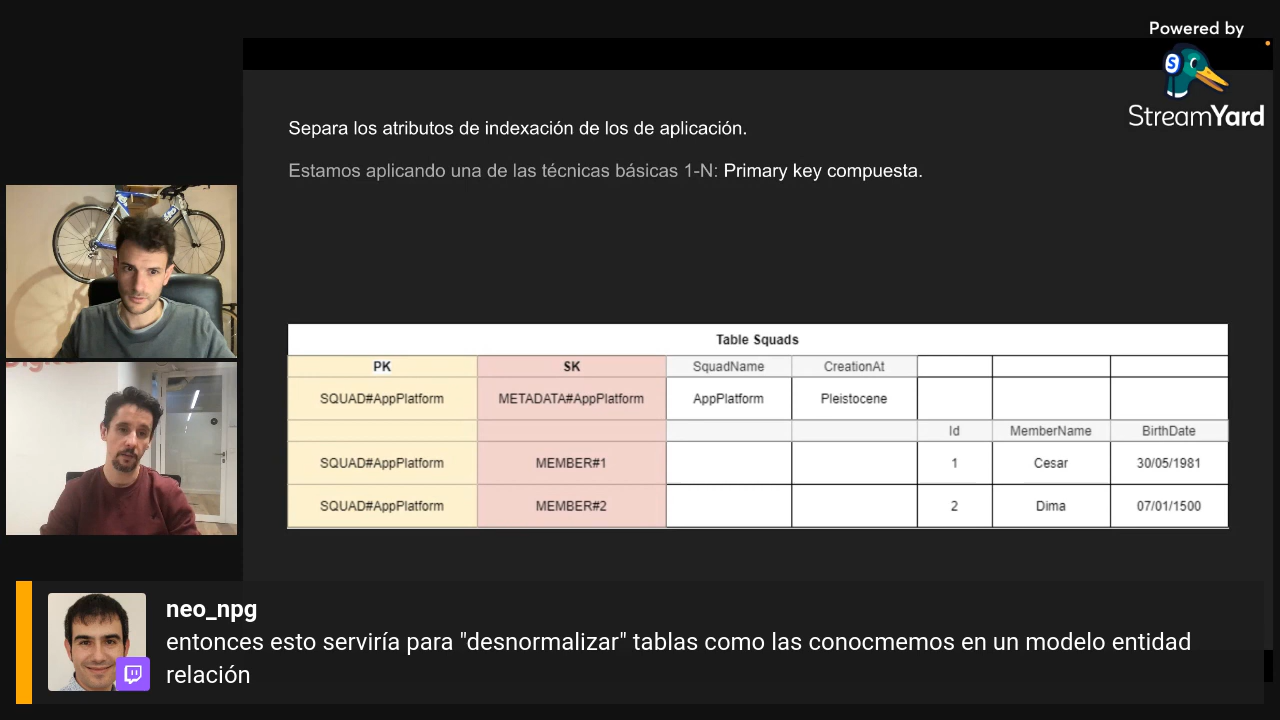 Powered by
StreamYard
Separa los atributos de indexación de los de aplicación.
Estamos aplicando una de las técnicas básicas 1-N: Primary key compuesta.
Table Squads
PK SK SquadName CreationAt
SQUAD#AppPlatform METADATA#AppPlatform AppPlatform Pleistocene
Id MemberName BirthDate
SQUAD#AppPlatform MEMBER#1 1 Cesar 30/05/1981
SQUAD#AppPlatform MEMBER#2 2 Dima 07/01/1500
neo_npg
entonces esto serviría para "desnormalizar" tablas como las conocmemos en un modelo entidad
relación